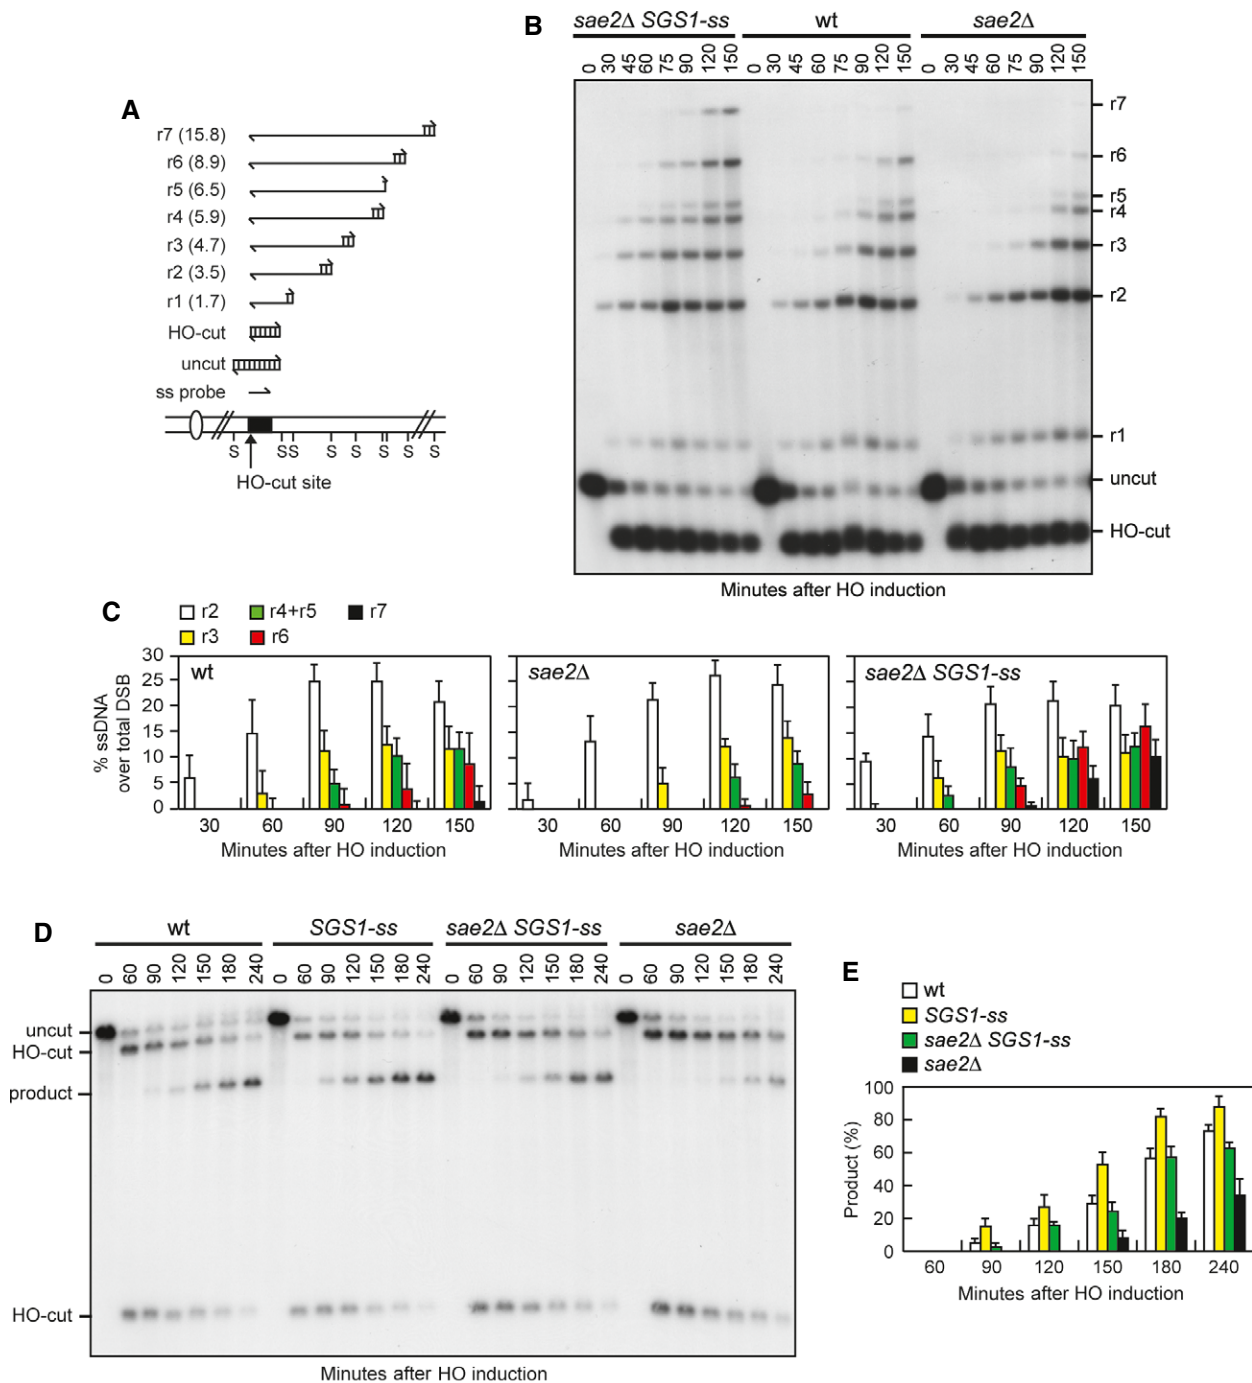 A
r7 (15.8)
r6 (8.9)
r5 (6.5)
r4 (5.9)
r3 (4.7)
r2 (3.5)
r1 (1.7)
HO-cut
uncut
ss probe
S SS S S S S S
HO-cut site
B
sae2Δ SGS1-ss wt sae2Δ
0 30 45 60 75 90 120 150 0 30 45 60 75 90 120 150 0 30 45 60 75 90 120 150
r7
r6
r5
r4
r3
r2
r1
uncut
HO-cut
Minutes after HO induction
C
r2 r4+r5 r7
r3 r6
% ssDNA
over total DSB
30
25
20
15
10
5
0
wt
30 60 90 120 150
Minutes after HO induction
sae2Δ
30 60 90 120 150
Minutes after HO induction
sae2Δ SGS1-ss
30 60 90 120 150
Minutes after HO induction
D
wt SGS1-ss sae2Δ SGS1-ss sae2Δ
0 60 90 120 150 180 240 0 60 90 120 150 180 240 0 60 90 120 150 180 240 0 60 90 120 150 180 240
uncut
HO-cut
product
HO-cut
Minutes after HO induction
E
wt
SGS1-ss
sae2Δ SGS1-ss
sae2Δ
Product (%)
100
80
60
40
20
0
60 90 120 150 180 240
Minutes after HO induction